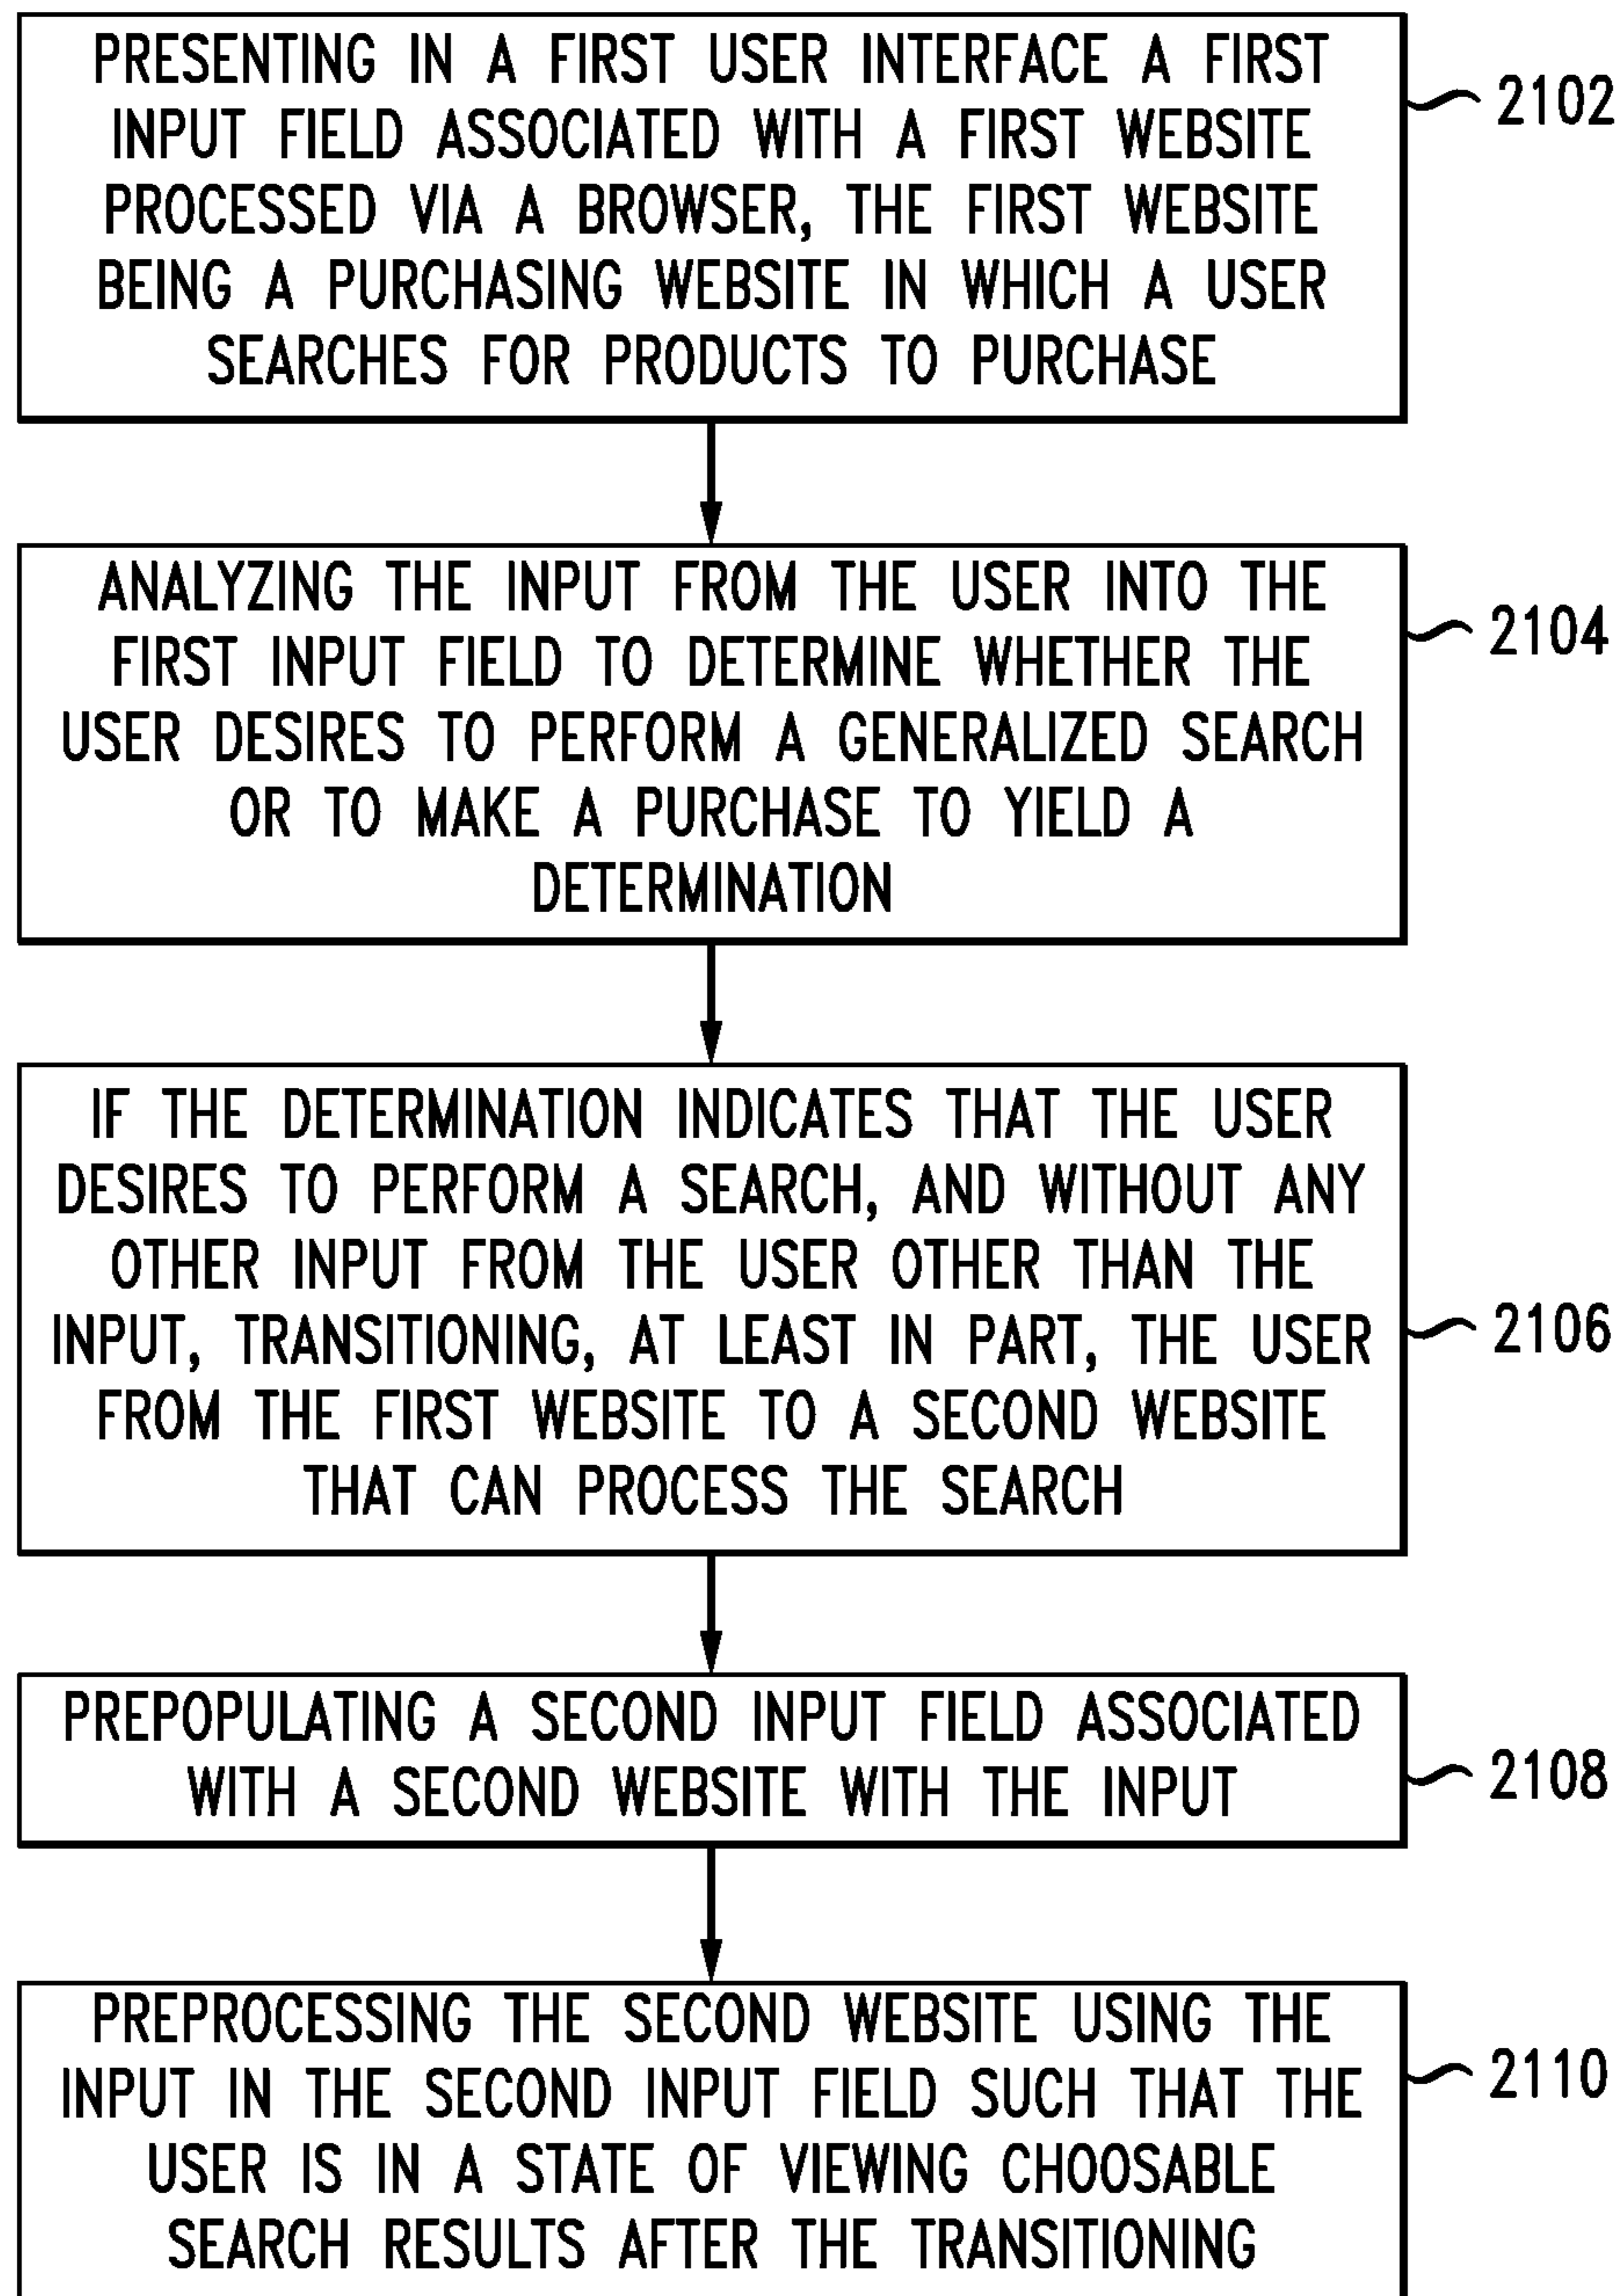 PRESENTING IN A FIRST USER INTERFACE A FIRST
INPUT FIELD ASSOCIATED WITH A FIRST WEBSITE
PROCESSED VIA A BROWSER, THE FIRST WEBSITE
BEING A PURCHASING WEBSITE IN WHICH A USER
SEARCHES FOR PRODUCTS TO PURCHASE
2102
ANALYZING THE INPUT FROM THE USER INTO THE
FIRST INPUT FIELD TO DETERMINE WHETHER THE
USER DESIRES TO PERFORM A GENERALIZED SEARCH
OR TO MAKE A PURCHASE TO YIELD A
DETERMINATION
2104
IF THE DETERMINATION INDICATES THAT THE USER
DESIRES TO PERFORM A SEARCH, AND WITHOUT ANY
OTHER INPUT FROM THE USER OTHER THAN THE
INPUT, TRANSITIONING, AT LEAST IN PART, THE USER
FROM THE FIRST WEBSITE TO A SECOND WEBSITE
THAT CAN PROCESS THE SEARCH
2106
PREPOPULATING A SECOND INPUT FIELD ASSOCIATED
WITH A SECOND WEBSITE WITH THE INPUT
2108
PREPROCESSING THE SECOND WEBSITE USING THE
INPUT IN THE SECOND INPUT FIELD SUCH THAT THE
USER IS IN A STATE OF VIEWING CHOOSABLE
SEARCH RESULTS AFTER THE TRANSITIONING
2110